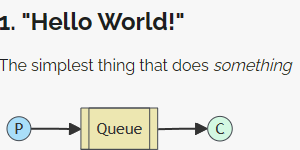 1. "Hello World!"
The simplest thing that does something
P
Queue
C